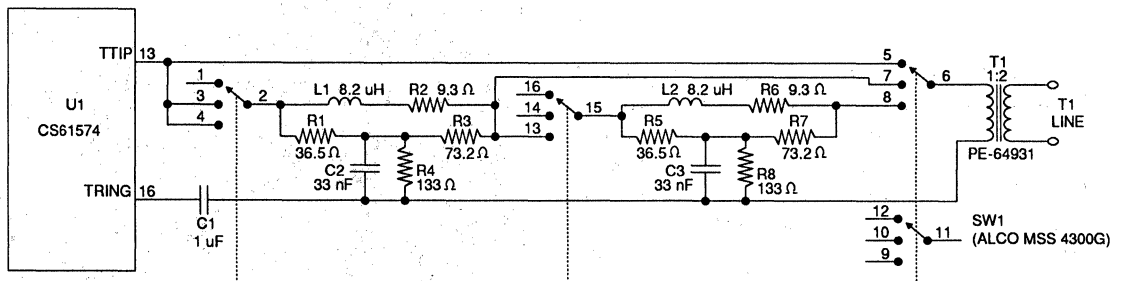 U1
CS61574
TTIP 13
TRING 16
C1
1 uF
1
3
4
2
L1 8.2 uH
R2 9.3 Ω
R1
36.5 Ω
R3
73.2 Ω
C2
33 nF
R4
133 Ω
16
14
13
15
L2 8.2 uH
R6 9.3 Ω
R5
36.5 Ω
R7
73.2 Ω
C3
33 nF
R8
133 Ω
5
7
8
6
T1
1:2
PE-64931
T1
LINE
12
10
9
11
SW1
(ALCO MSS 4300G)